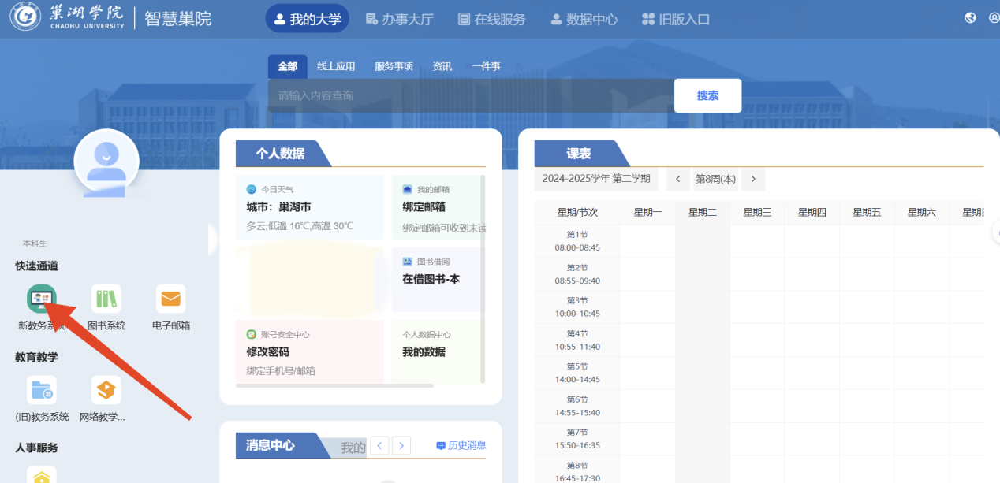 巢湖学院
CHAOHU UNIVERSITY
智慧巢院
我的大学
办事大厅
在线服务
数据中心
旧版入口
全部
线上应用
服务事项
资讯
一件事
请输入内容查询
搜索
本科生
快速通道
新教务系统
图书系统
电子邮箱
教育教学
(旧)教务系统
网络教学...
人事服务
个人数据
今日天气
城市：巢湖市
多云;低温 16℃,高温 30℃
我的邮箱
绑定邮箱
绑定邮箱可收到未读
图书借阅
在借图书-本
账号安全中心
修改密码
绑定手机号/邮箱
个人数据中心
我的数据
消息中心
我的
历史消息
课表
2024-2025学年 第二学期
第8周(本)
星期/节次
星期一
星期二
星期三
星期四
星期五
星期六
星期
第1节
08:00-08:45
第2节
08:55-09:40
第3节
10:00-10:45
第4节
10:55-11:40
第5节
14:00-14:45
第6节
14:55-15:40
第7节
15:50-16:35
第8节
16:45-17:30